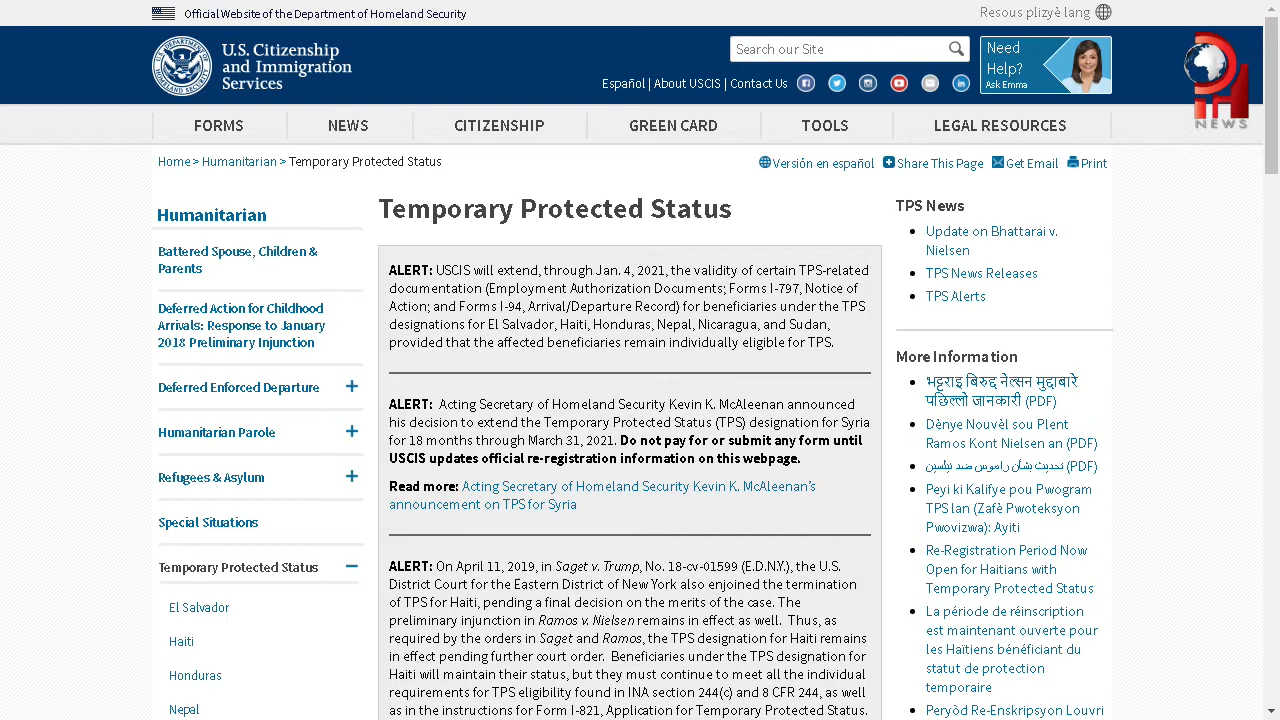 Official Website of the Department of Homeland Security
Resous plizyè lang
U.S. Citizenship
and Immigration
Services
Search our Site
Need
Help?
Ask Emma
Español | About USCIS | Contact Us
NEWS
FORMS
NEWS
CITIZENSHIP
GREEN CARD
TOOLS
LEGAL RESOURCES
Home > Humanitarian > Temporary Protected Status
Versión en español
Share This Page
Get Email
Print
Humanitarian
Battered Spouse, Children &
Parents
Deferred Action for Childhood
Arrivals: Response to January
2018 Preliminary Injunction
Deferred Enforced Departure
Humanitarian Parole
Refugees & Asylum
Special Situations
Temporary Protected Status
El Salvador
Haiti
Honduras
Nepal
Temporary Protected Status
ALERT: USCIS will extend, through Jan. 4, 2021, the validity of certain TPS-related
documentation (Employment Authorization Documents; Forms I-797, Notice of
Action; and Forms I-94, Arrival/Departure Record) for beneficiaries under the TPS
designations for El Salvador, Haiti, Honduras, Nepal, Nicaragua, and Sudan,
provided that the affected beneficiaries remain individually eligible for TPS.
ALERT: Acting Secretary of Homeland Security Kevin K. McAleenan announced
his decision to extend the Temporary Protected Status (TPS) designation for Syria
for 18 months through March 31, 2021. Do not pay for or submit any form until
USCIS updates official re-registration information on this webpage.
Read more: Acting Secretary of Homeland Security Kevin K. McAleenan's
announcement on TPS for Syria
ALERT: On April 11, 2019, in Saget v. Trump, No. 18-cv-01599 (E.D.N.Y.), the U.S.
District Court for the Eastern District of New York also enjoined the termination
of TPS for Haiti, pending a final decision on the merits of the case. The
preliminary injunction in Ramos v. Nielsen remains in effect as well. Thus, as
required by the orders in Saget and Ramos, the TPS designation for Haiti remains
in effect pending further court order. Beneficiaries under the TPS designation for
Haiti will maintain their status, but they must continue to meet all the individual
requirements for TPS eligibility found in INA section 244(c) and 8 CFR 244, as well
as in the instructions for Form I-821, Application for Temporary Protected Status.
TPS News
Update on Bhattarai v.
Nielsen
TPS News Releases
TPS Alerts
More Information
भट्टराइ बिरुद्द नेल्सन मुद्दाबारे
पछिल्लो जानकारी (PDF)
Dènye Nouvèl sou Plent
Ramos Kont Nielsen an (PDF)
تحديث بشأن راموس ضد نيلسين (PDF)
Peyi ki Kalifye pou Pwogram
TPS lan (Zafè Pwoteksyon
Pwovizwa): Ayiti
Re-Registration Period Now
Open for Haitians with
Temporary Protected Status
La période de réinscription
est maintenant ouverte pour
les Haïtiens bénéficiant du
statut de protection
temporaire
Peryòd Re-Enskripsyon Louvri